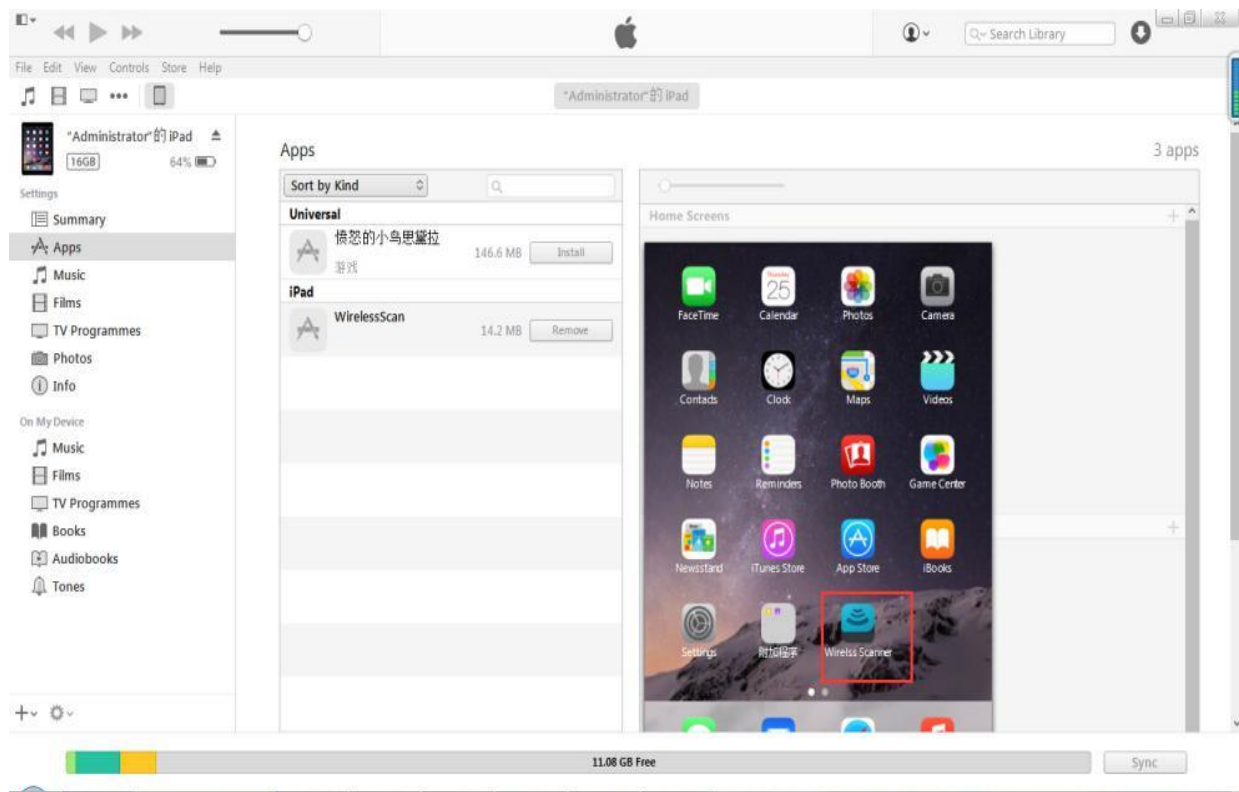 Search Library
File Edit View Controls Store Help
"Administrator"的 iPad
"Administrator"的 iPad
16GB 64%
Settings
Summary
Apps
Music
Films
TV Programmes
Photos
Info
On My Device
Music
Films
TV Programmes
Books
Audiobooks
Tones
Apps
3 apps
Sort by Kind
Universal
愤怒的小鸟思黛拉
146.6 MB Install
游戏
iPad
WirelessScan
14.2 MB Remove
Home Screens
Thursday
25
FaceTime Calendar Photos Camera
Contacts Clock Maps Videos
Notes Reminders Photo Booth Game Center
Newsstand iTunes Store App Store iBooks
Settings 附加程序 Wirelss Scanner
11.08 GB Free
Sync